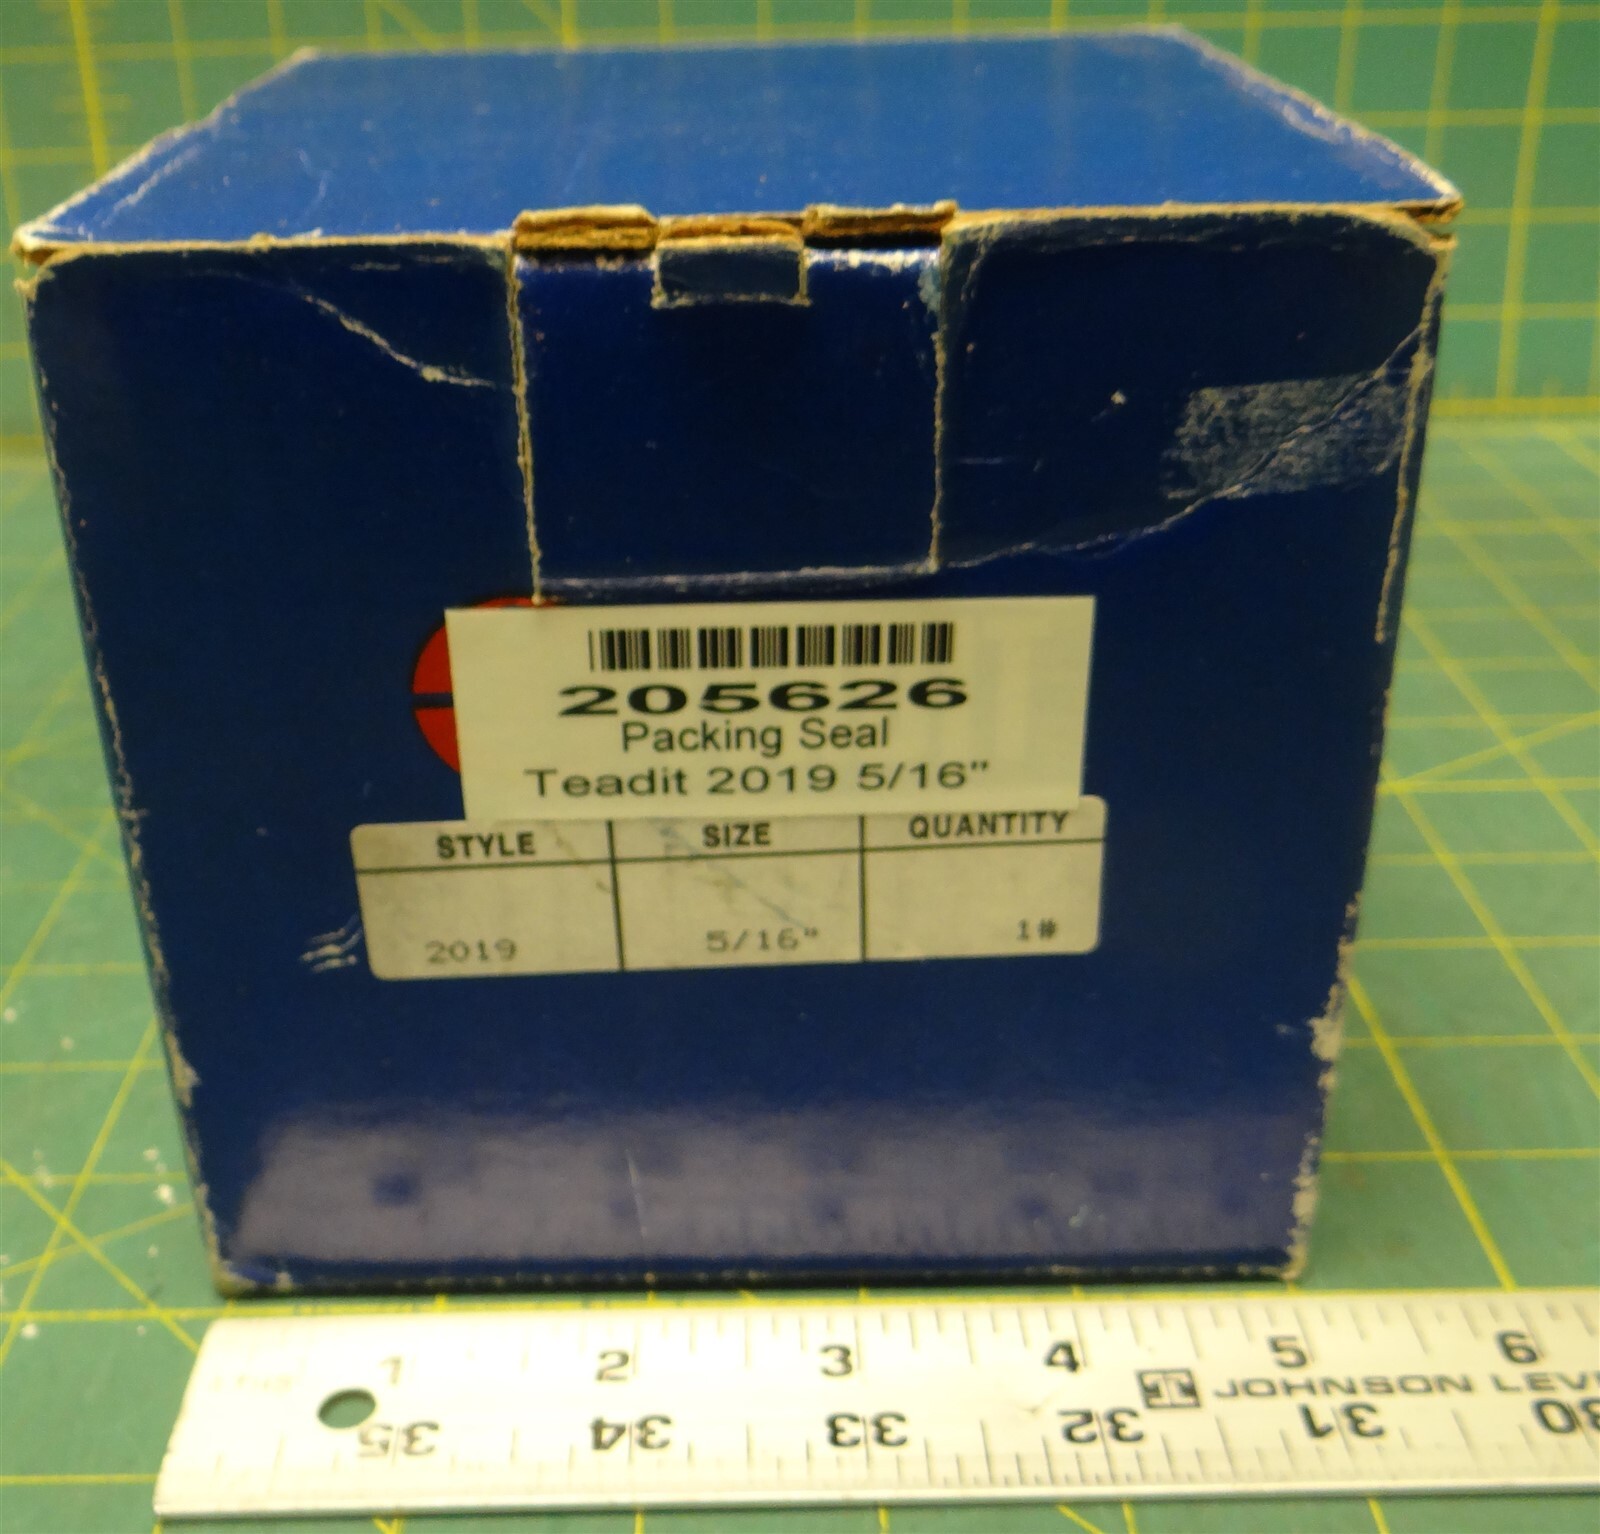 205626
Packing Seal
Teadit 2019 5/16"
STYLE SIZE QUANTITY
2019 5/16" 1#
1 2 3 4 5 6
JOHNSON LEVE
35 34 33 32 31 30